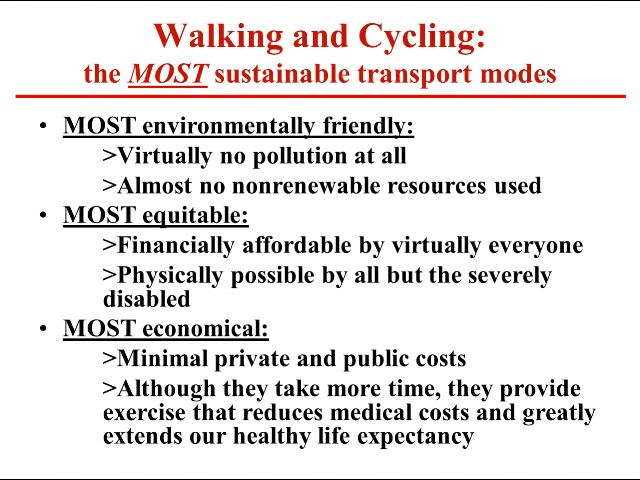 Walking and Cycling:
the MOST sustainable transport modes
• MOST environmentally friendly:
>Virtually no pollution at all
>Almost no nonrenewable resources used
• MOST equitable:
>Financially affordable by virtually everyone
>Physically possible by all but the severely
disabled
• MOST economical:
>Minimal private and public costs
>Although they take more time, they provide
exercise that reduces medical costs and greatly
extends our healthy life expectancy